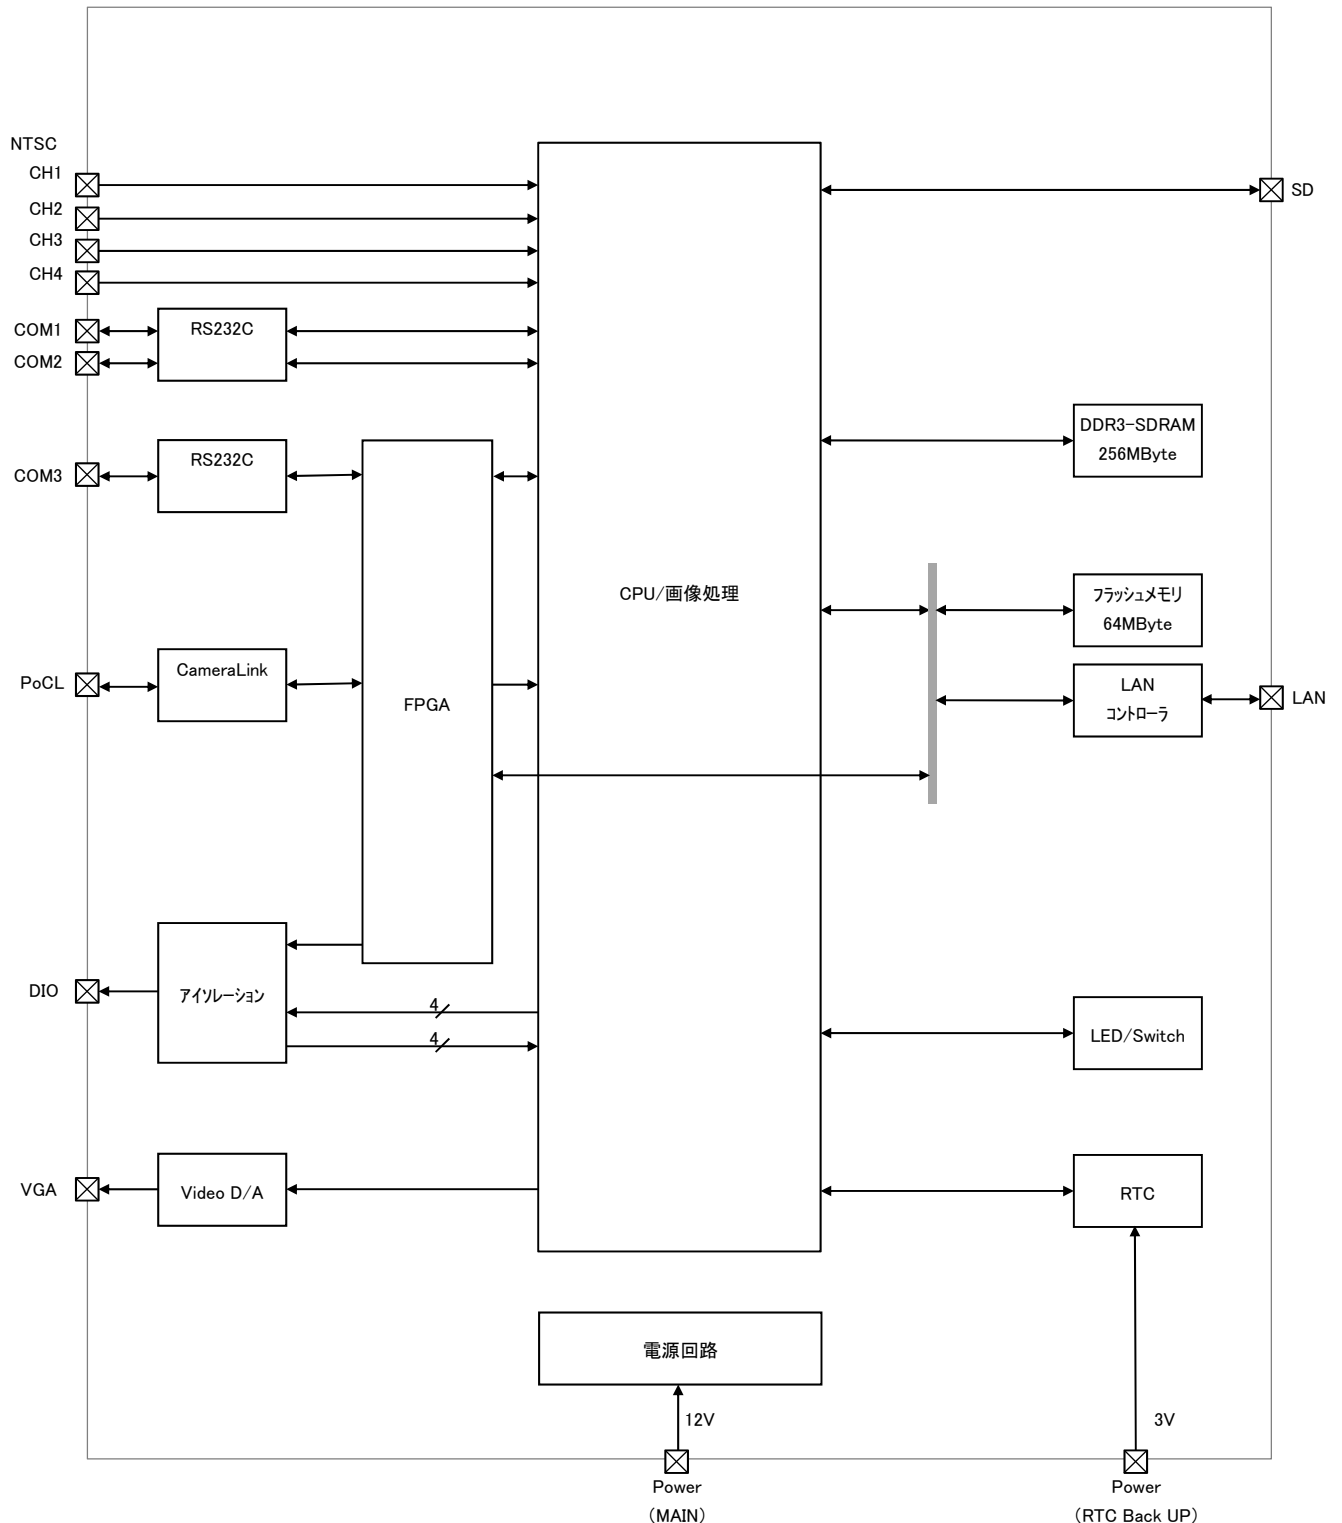 NTSC
CH1
CH2
CH3
CH4
SD
COM1
COM2
RS232C
COM3
RS232C
DDR3-SDRAM
256MByte
CPU/画像処理
フラッシュメモリ
64MByte
PoCL
CameraLink
FPGA
LAN
コントローラ
LAN
DIO
アイソレーション
4
4
LED/Switch
VGA
Video D/A
RTC
電源回路
12V
3V
Power
(MAIN)
Power
(RTC Back UP)